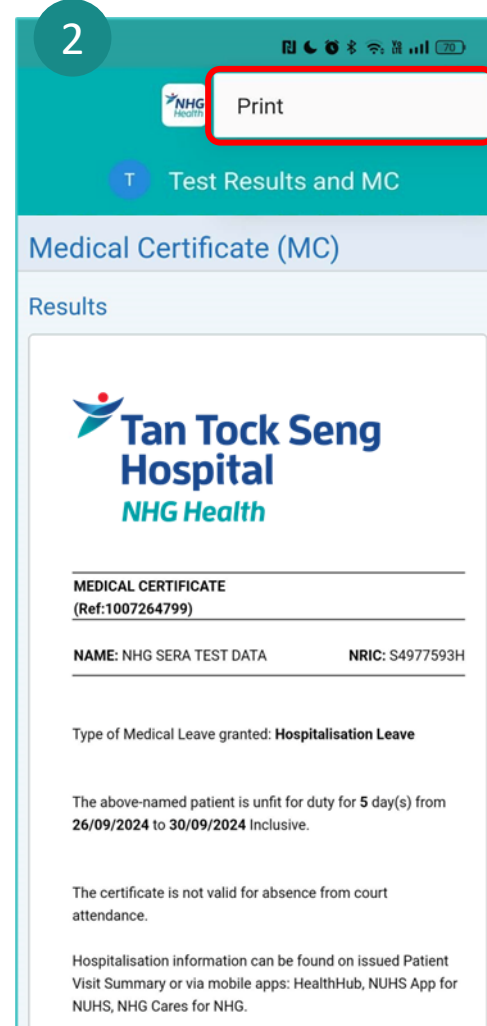 2
70
NHG
Health
Print
T
Test Results and MC
Medical Certificate (MC)
Results
Tan Tock Seng
Hospital
NHG Health
MEDICAL CERTIFICATE
(Ref:1007264799)
NAME: NHG SERA TEST DATA NRIC: S4977593H
Type of Medical Leave granted: Hospitalisation Leave
The above-named patient is unfit for duty for 5 day(s) from
26/09/2024 to 30/09/2024 Inclusive.
The certificate is not valid for absence from court
attendance.
Hospitalisation information can be found on issued Patient
Visit Summary or via mobile apps: HealthHub, NUHS App for
NUHS, NHG Cares for NHG.